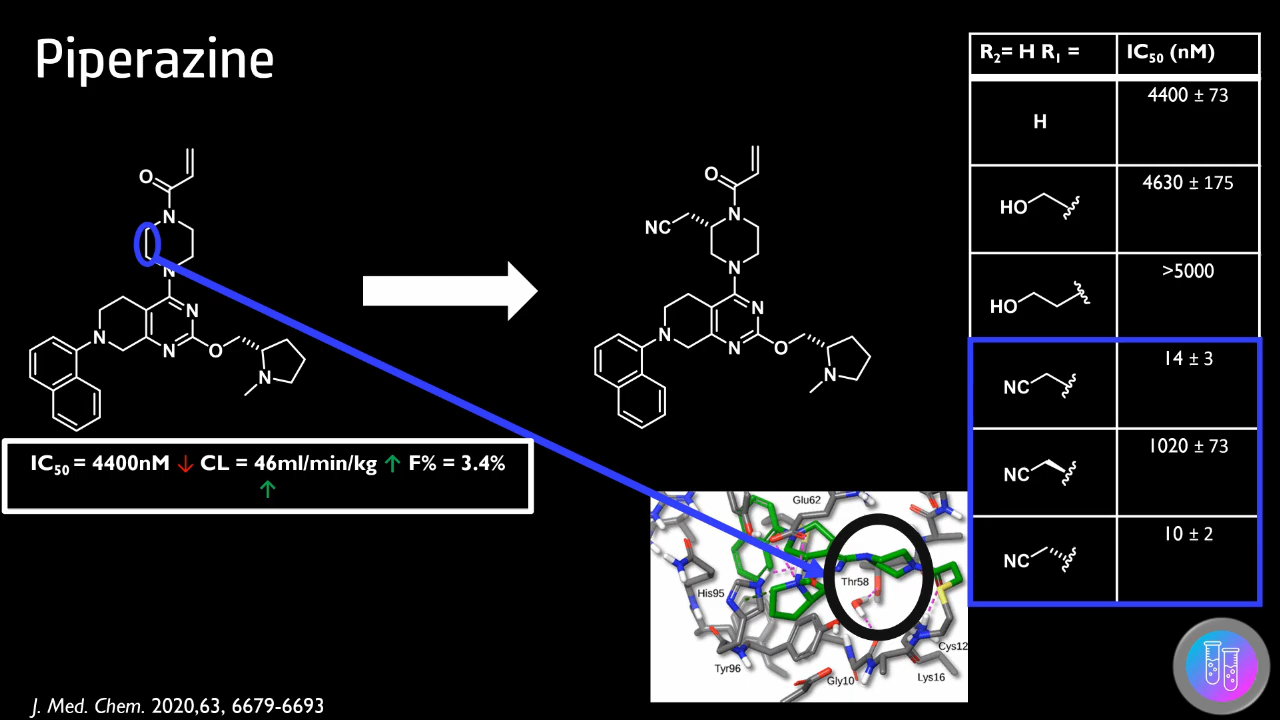 Piperazine
R₂= H R₁ =
IC₅₀ (nM)
H
4400 ± 73
HO
4630 ± 175
HO
>5000
NC
14 ± 3
NC
1020 ± 73
NC
10 ± 2
O
N
N
N
N
N
O
N
O
N
NC
N
N
N
N
O
N
IC₅₀ = 4400nM ↓ CL = 46ml/min/kg ↑ F% = 3.4%
↑
Glu62
Thr58
His95
Tyr96
Gly10
Cys12
Lys16
J. Med. Chem. 2020,63, 6679-6693